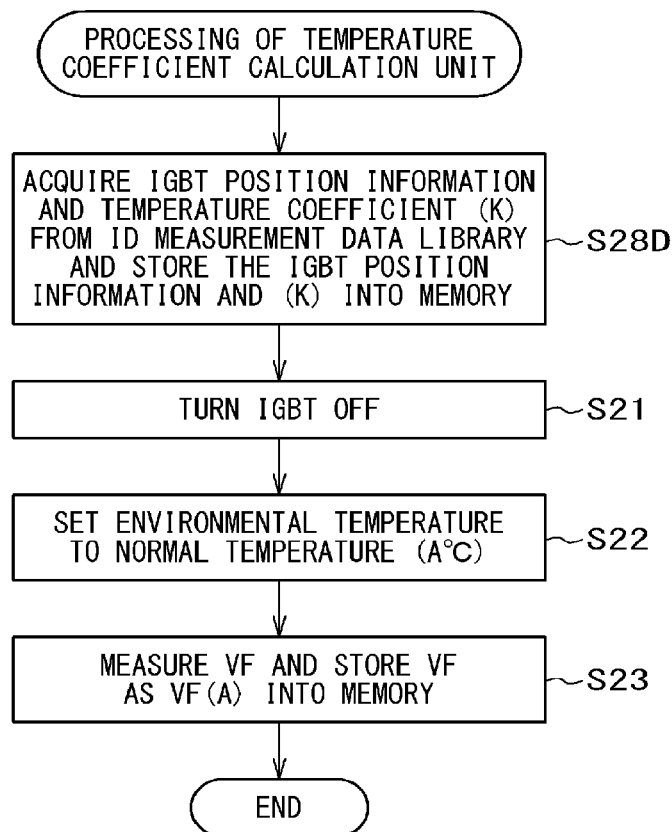 PROCESSING OF TEMPERATURE
COEFFICIENT CALCULATION UNIT
ACQUIRE IGBT POSITION INFORMATION
AND TEMPERATURE COEFFICIENT (K)
FROM ID MEASUREMENT DATA LIBRARY
AND STORE THE IGBT POSITION
INFORMATION AND (K) INTO MEMORY
S28D
TURN IGBT OFF
S21
SET ENVIRONMENTAL TEMPERATURE
TO NORMAL TEMPERATURE (A℃)
S22
MEASURE VF AND STORE VF
AS VF(A) INTO MEMORY
S23
END